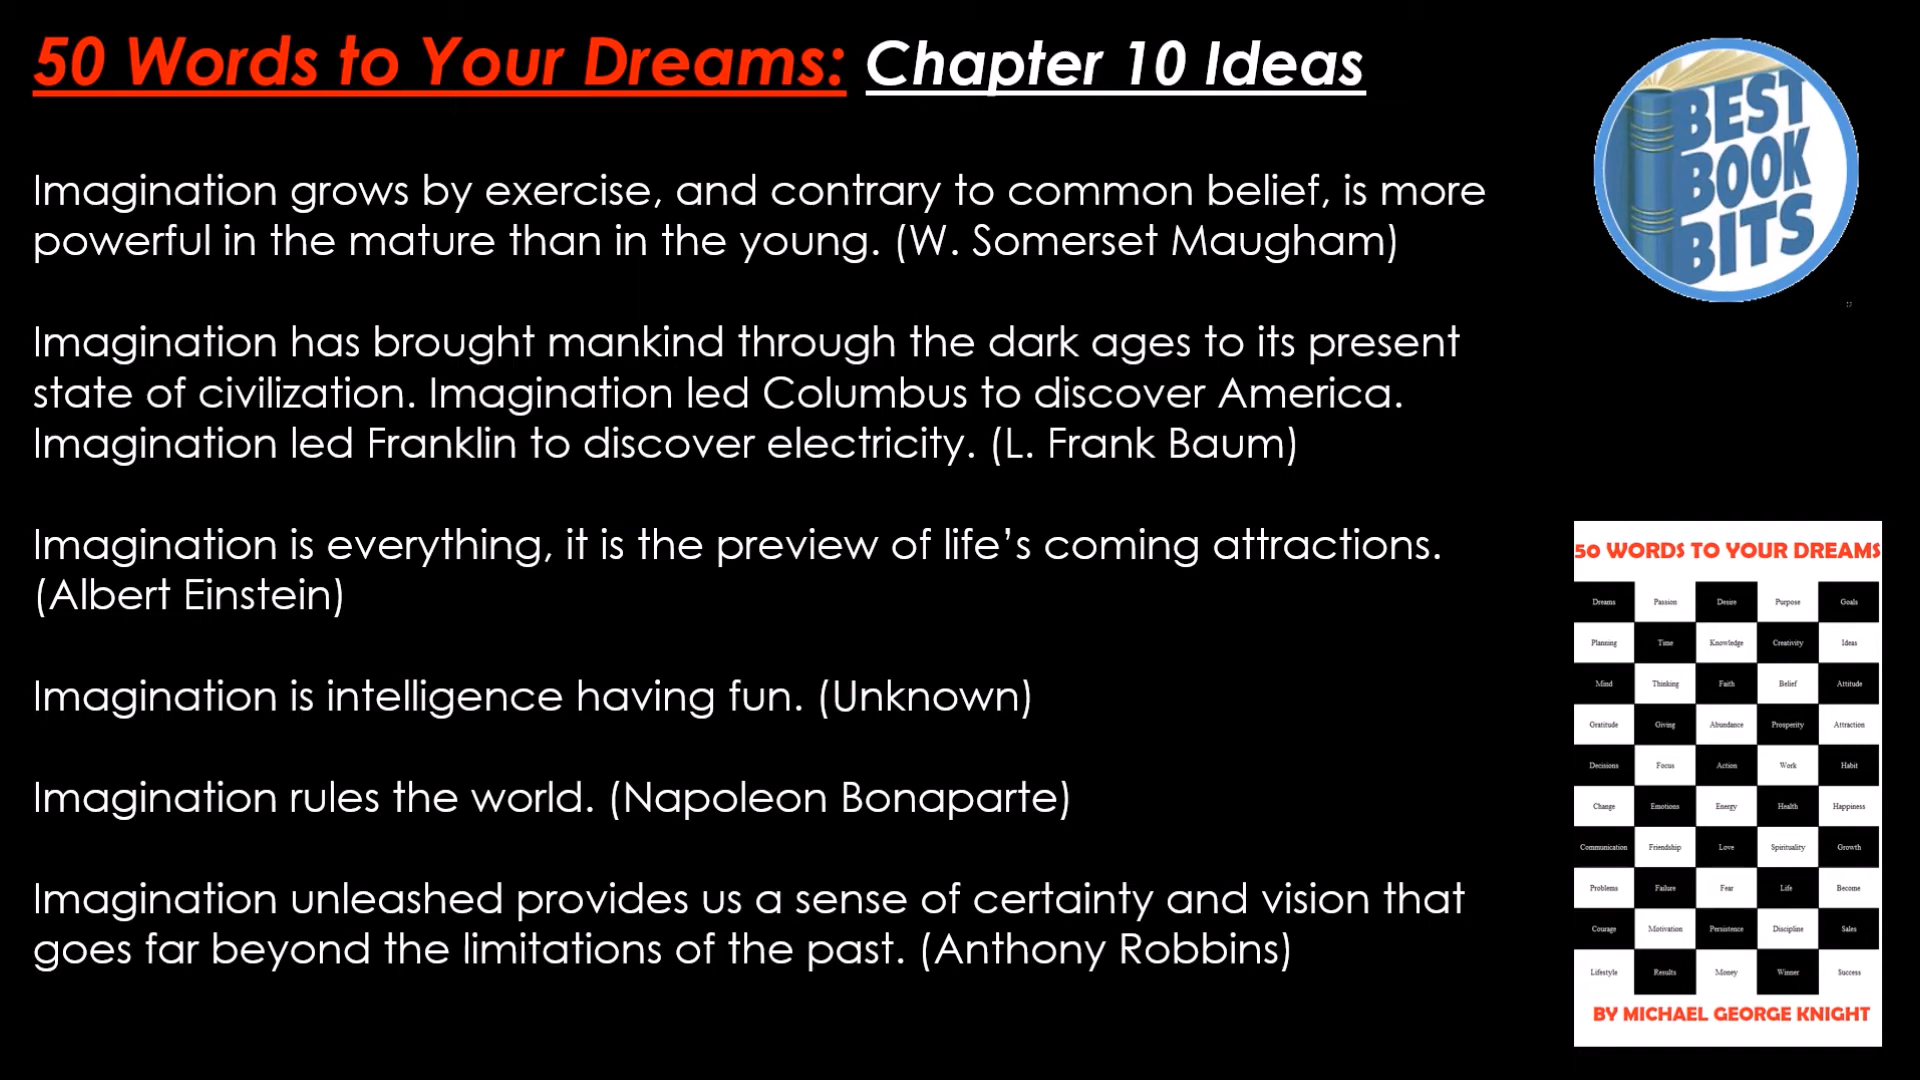 50 Words to Your Dreams: Chapter 10 Ideas
Imagination grows by exercise, and contrary to common belief, is more
powerful in the mature than in the young. (W. Somerset Maugham)
Imagination has brought mankind through the dark ages to its present
state of civilization. Imagination led Columbus to discover America.
Imagination led Franklin to discover electricity. (L. Frank Baum)
Imagination is everything, it is the preview of life’s coming attractions.
(Albert Einstein)
Imagination is intelligence having fun. (Unknown)
Imagination rules the world. (Napoleon Bonaparte)
Imagination unleashed provides us a sense of certainty and vision that
goes far beyond the limitations of the past. (Anthony Robbins)
BEST
BOOK
BITS
50 WORDS TO YOUR DREAMS
Dreams Passion Desire Purpose Goals
Planning Time Knowledge Creativity Ideas
Mind Thinking Faith Belief Attitude
Gratitude Giving Abundance Prosperity Attraction
Decisions Focus Action Work Habit
Change Emotions Energy Health Happiness
Communication Friendship Love Spirituality Growth
Problems Failure Fear Life Become
Courage Motivation Persistence Discipline Sales
Lifestyle Results Money Winner Success
BY MICHAEL GEORGE KNIGHT